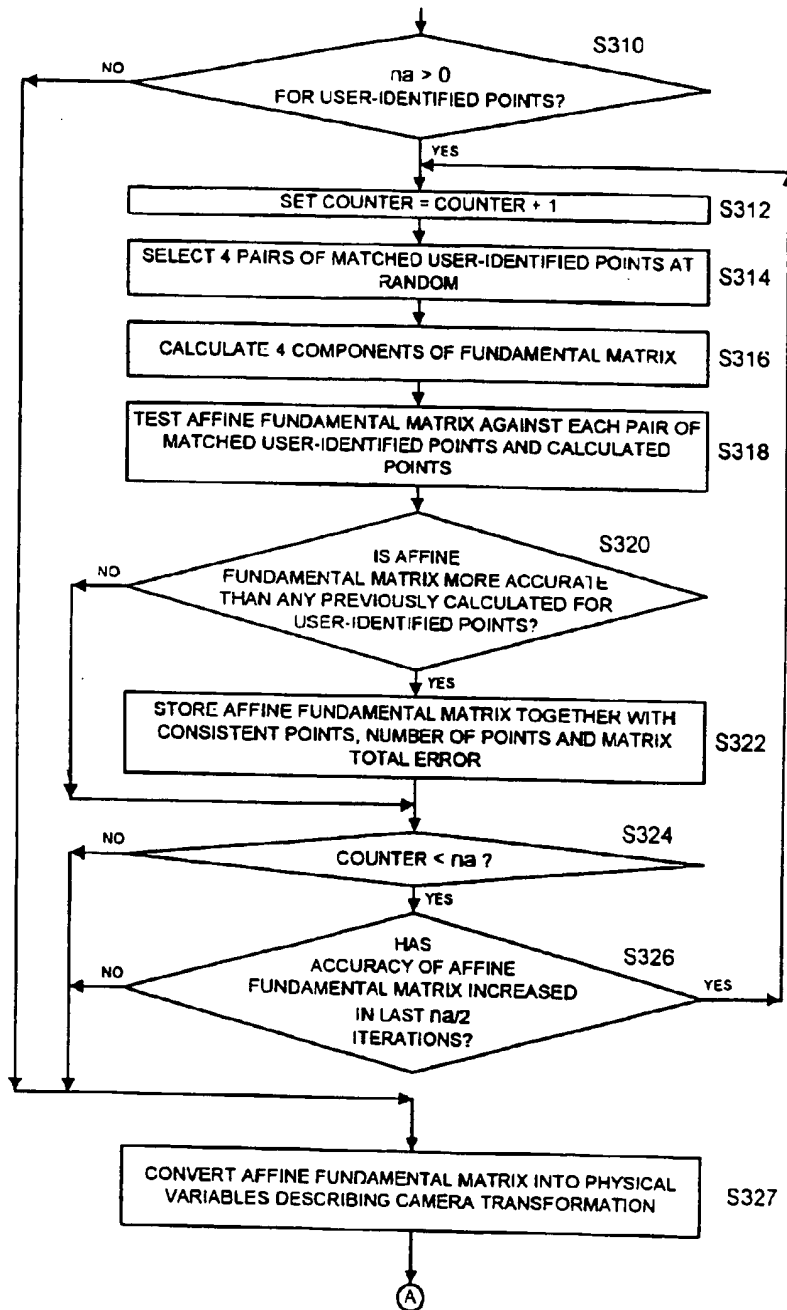 S310
NO
na > 0
FOR USER-IDENTIFIED POINTS?
YES
SET COUNTER = COUNTER + 1
S312
SELECT 4 PAIRS OF MATCHED USER-IDENTIFIED POINTS AT
RANDOM
S314
CALCULATE 4 COMPONENTS OF FUNDAMENTAL MATRIX
S316
TEST AFFINE FUNDAMENTAL MATRIX AGAINST EACH PAIR OF
MATCHED USER-IDENTIFIED POINTS AND CALCULATED
POINTS
S318
S320
NO
IS AFFINE
FUNDAMENTAL MATRIX MORE ACCURATE
THAN ANY PREVIOUSLY CALCULATED FOR
USER-IDENTIFIED POINTS?
YES
STORE AFFINE FUNDAMENTAL MATRIX TOGETHER WITH
CONSISTENT POINTS, NUMBER OF POINTS AND MATRIX
TOTAL ERROR
S322
S324
NO
COUNTER < na ?
YES
S326
NO
HAS
ACCURACY OF AFFINE
FUNDAMENTAL MATRIX INCREASED
IN LAST na/2
ITERATIONS?
YES
CONVERT AFFINE FUNDAMENTAL MATRIX INTO PHYSICAL
VARIABLES DESCRIBING CAMERA TRANSFORMATION
S327
A